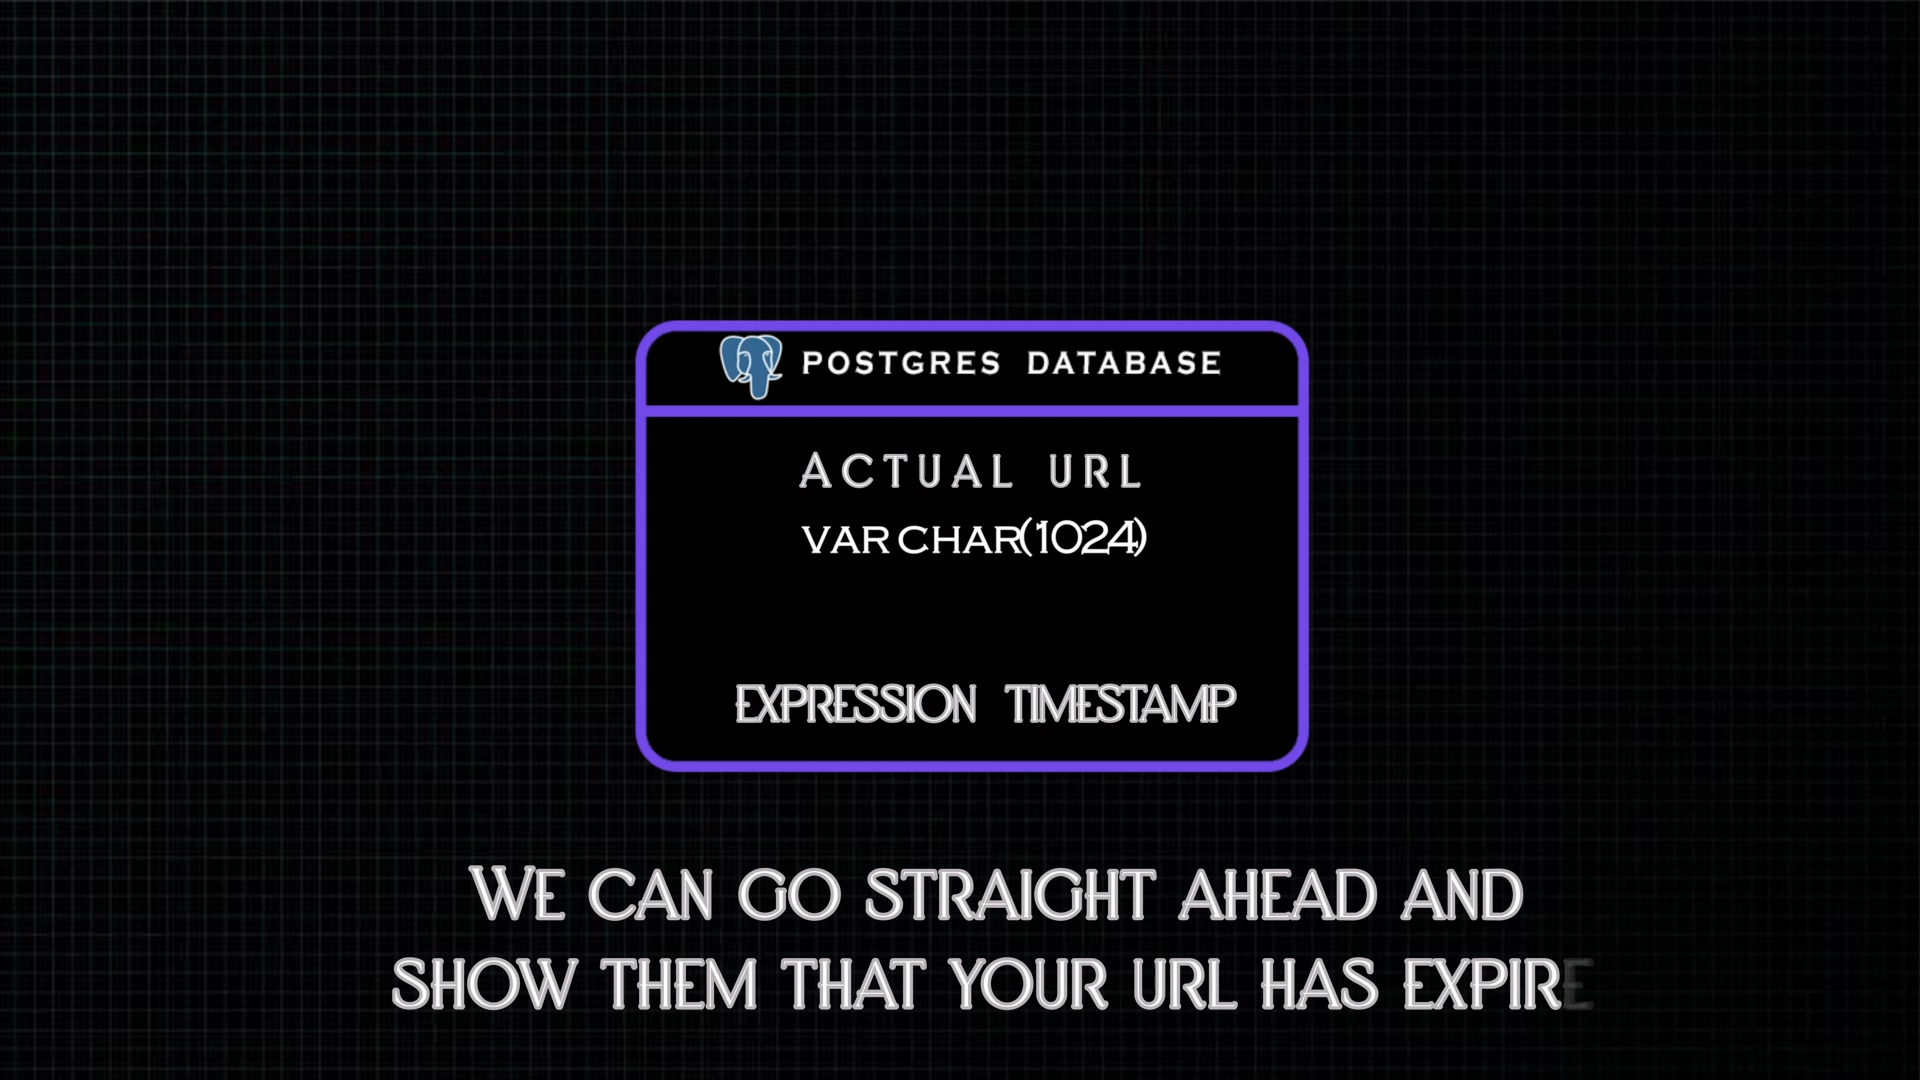 POSTGRES DATABASE
ACTUAL URL
VARCHAR(1024)
EXPRESSION TIMESTAMP
WE CAN GO STRAIGHT AHEAD AND
SHOW THEM THAT YOUR URL HAS EXPIRE